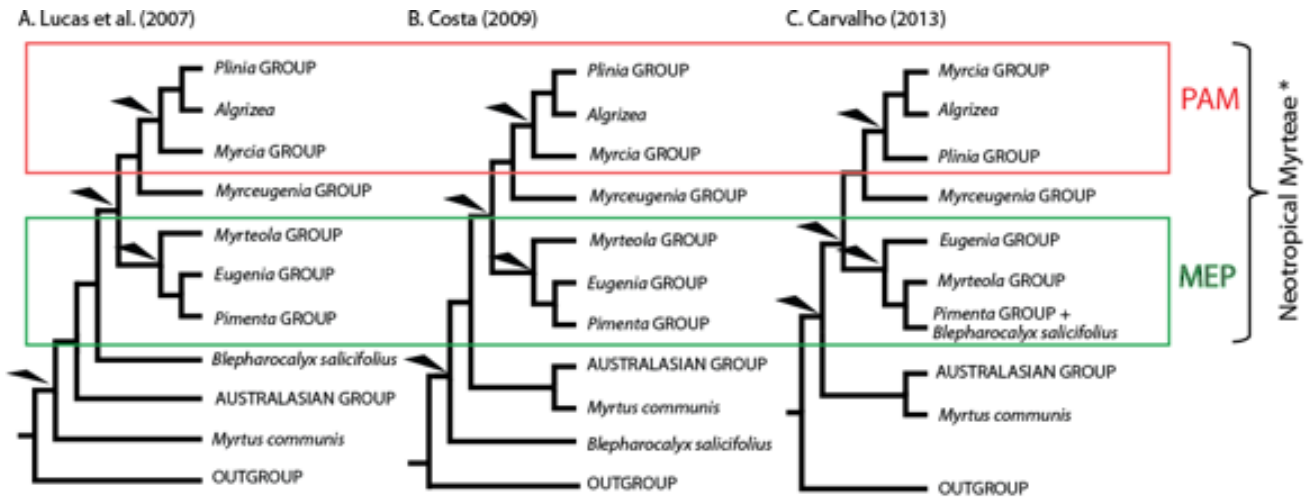 A. Lucas et al. (2007)
Plinia GROUP
Algrizea
Myrcia GROUP
Myrceugenia GROUP
Myrteola GROUP
Eugenia GROUP
Pimenta GROUP
Blepharocalyx salicifolius
AUSTRALASIAN GROUP
Myrtus communis
OUTGROUP
B. Costa (2009)
Plinia GROUP
Algrizea
Myrcia GROUP
Myrceugenia GROUP
Myrteola GROUP
Eugenia GROUP
Pimenta GROUP
AUSTRALASIAN GROUP
Myrtus communis
Blepharocalyx salicifolius
OUTGROUP
C. Carvalho (2013)
Myrcia GROUP
Algrizea
Plinia GROUP
Myrceugenia GROUP
Eugenia GROUP
Myrteola GROUP
Pimenta GROUP +
Blepharocalyx salicifolius
AUSTRALASIAN GROUP
Myrtus communis
OUTGROUP
PAM
MEP
Neotropical Myrteae *